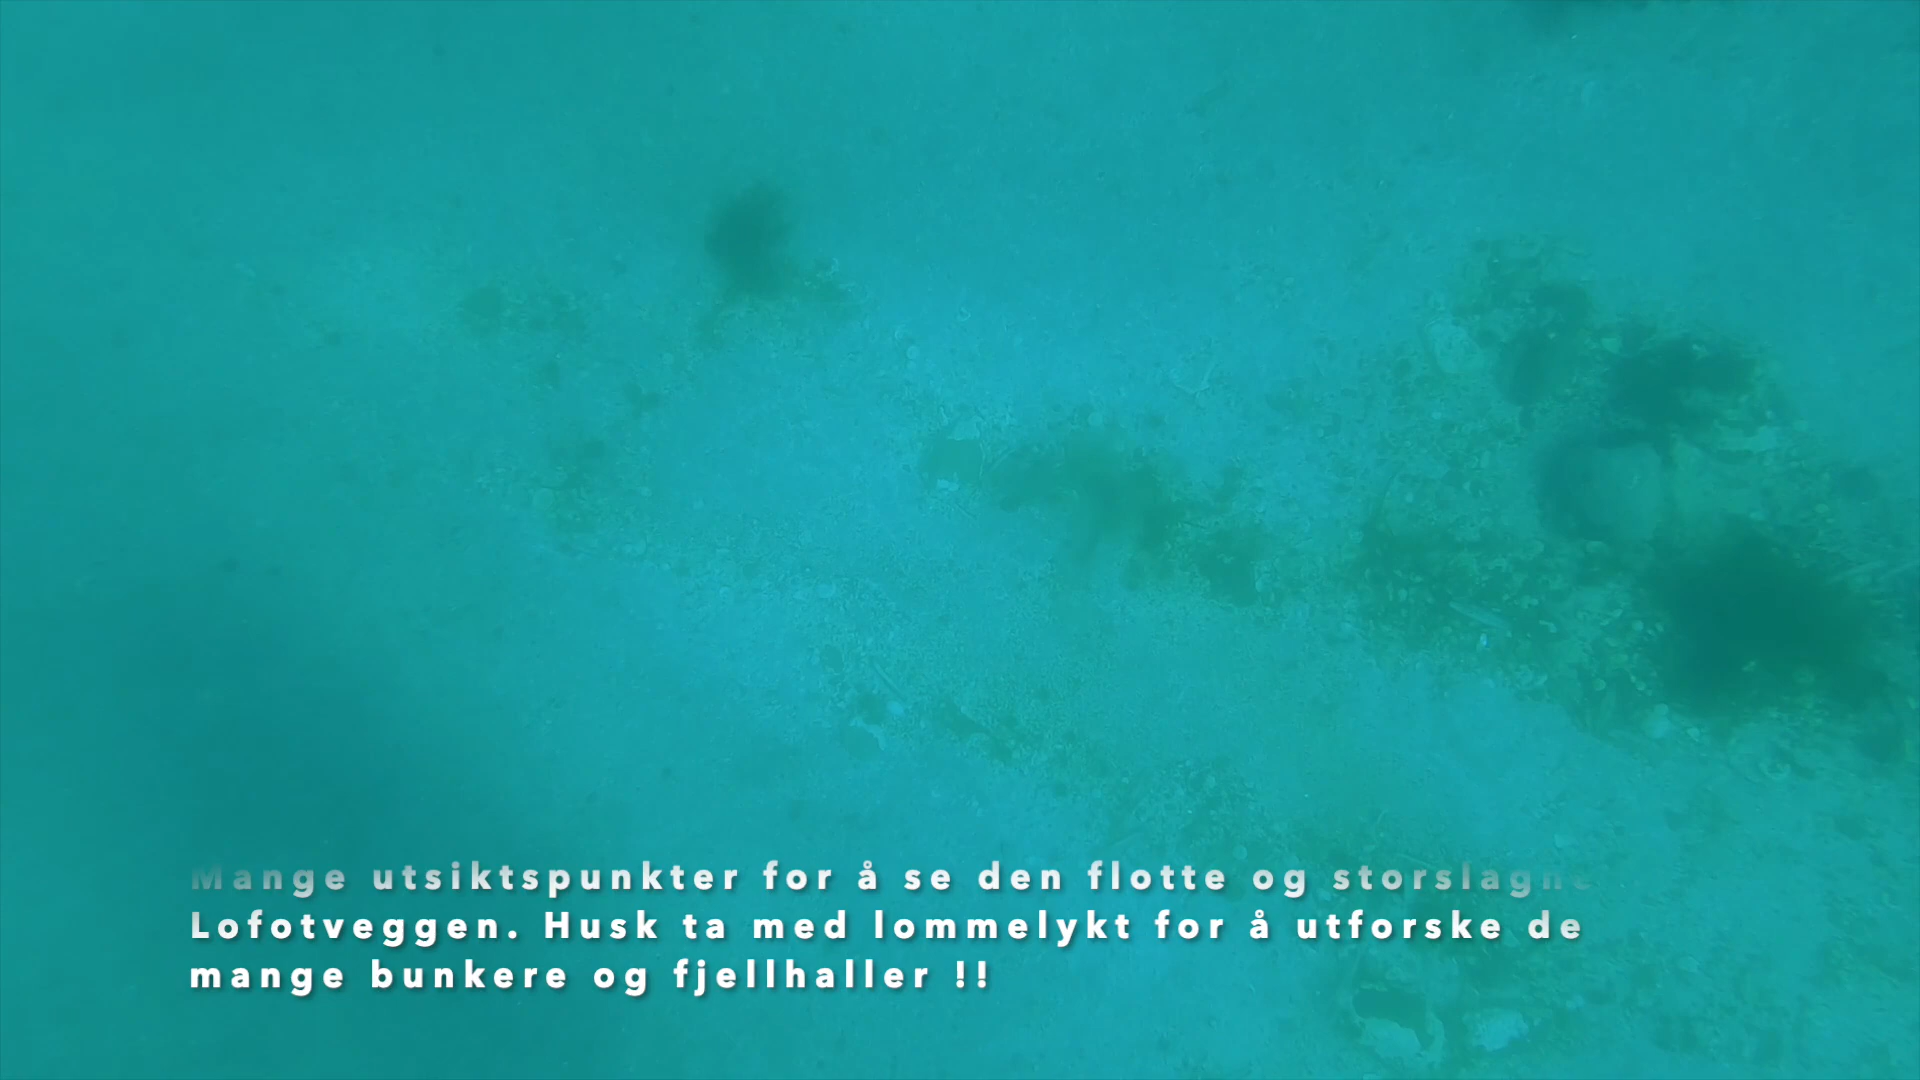 Mange utsiktspunkter for å se den flotte og storslagne
Lofotveggen. Husk ta med lommelykt for å utforske de
mange bunkere og fjellhaller !!